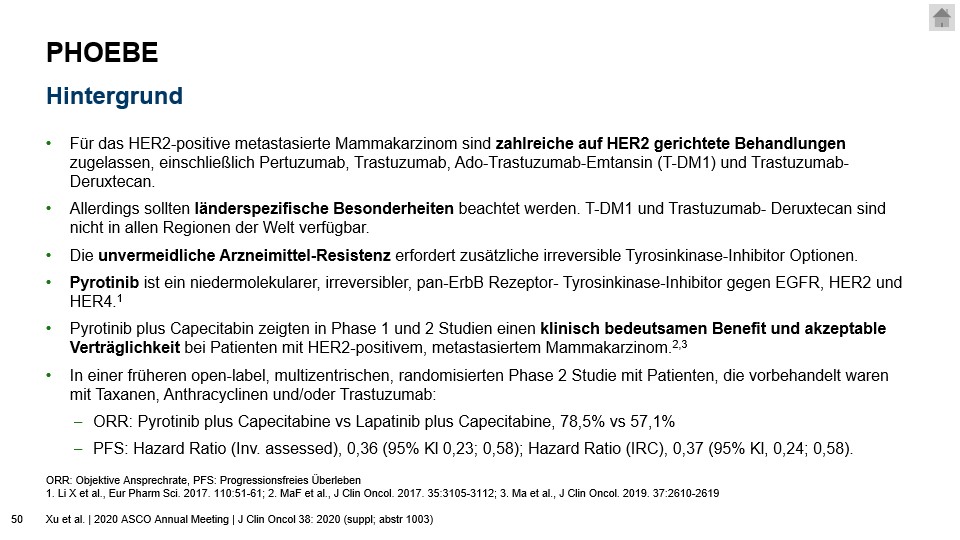 PHOEBE
Hintergrund
• Für das HER2-positive metastasierte Mammakarzinom sind zahlreiche auf HER2 gerichtete Behandlungen
zugelassen, einschließlich Pertuzumab, Trastuzumab, Ado-Trastuzumab-Emtansin (T-DM1) und Trastuzumab-
Deruxtecan.
• Allerdings sollten länderspezifische Besonderheiten beachtet werden. T-DM1 und Trastuzumab- Deruxtecan sind
nicht in allen Regionen der Welt verfügbar.
• Die unvermeidliche Arzneimittel-Resistenz erfordert zusätzliche irreversible Tyrosinkinase-Inhibitor Optionen.
• Pyrotinib ist ein niedermolekularer, irreversibler, pan-ErbB Rezeptor- Tyrosinkinase-Inhibitor gegen EGFR, HER2 und
HER4.1
• Pyrotinib plus Capecitabin zeigten in Phase 1 und 2 Studien einen klinisch bedeutsamen Benefit und akzeptable
Verträglichkeit bei Patienten mit HER2-positivem, metastasiertem Mammakarzinom.2,3
• In einer früheren open-label, multizentrischen, randomisierten Phase 2 Studie mit Patienten, die vorbehandelt waren
mit Taxanen, Anthracyclinen und/oder Trastuzumab:
– ORR: Pyrotinib plus Capecitabine vs Lapatinib plus Capecitabine, 78,5% vs 57,1%
– PFS: Hazard Ratio (Inv. assessed), 0,36 (95% KI 0,23; 0,58); Hazard Ratio (IRC), 0,37 (95% KI, 0,24; 0,58).
ORR: Objektive Ansprechrate, PFS: Progressionsfreies Überleben
1. Li X et al., Eur Pharm Sci. 2017. 110:51-61; 2. MaF et al., J Clin Oncol. 2017. 35:3105-3112; 3. Ma et al., J Clin Oncol. 2019. 37:2610-2619
50 Xu et al. | 2020 ASCO Annual Meeting | J Clin Oncol 38: 2020 (suppl; abstr 1003)